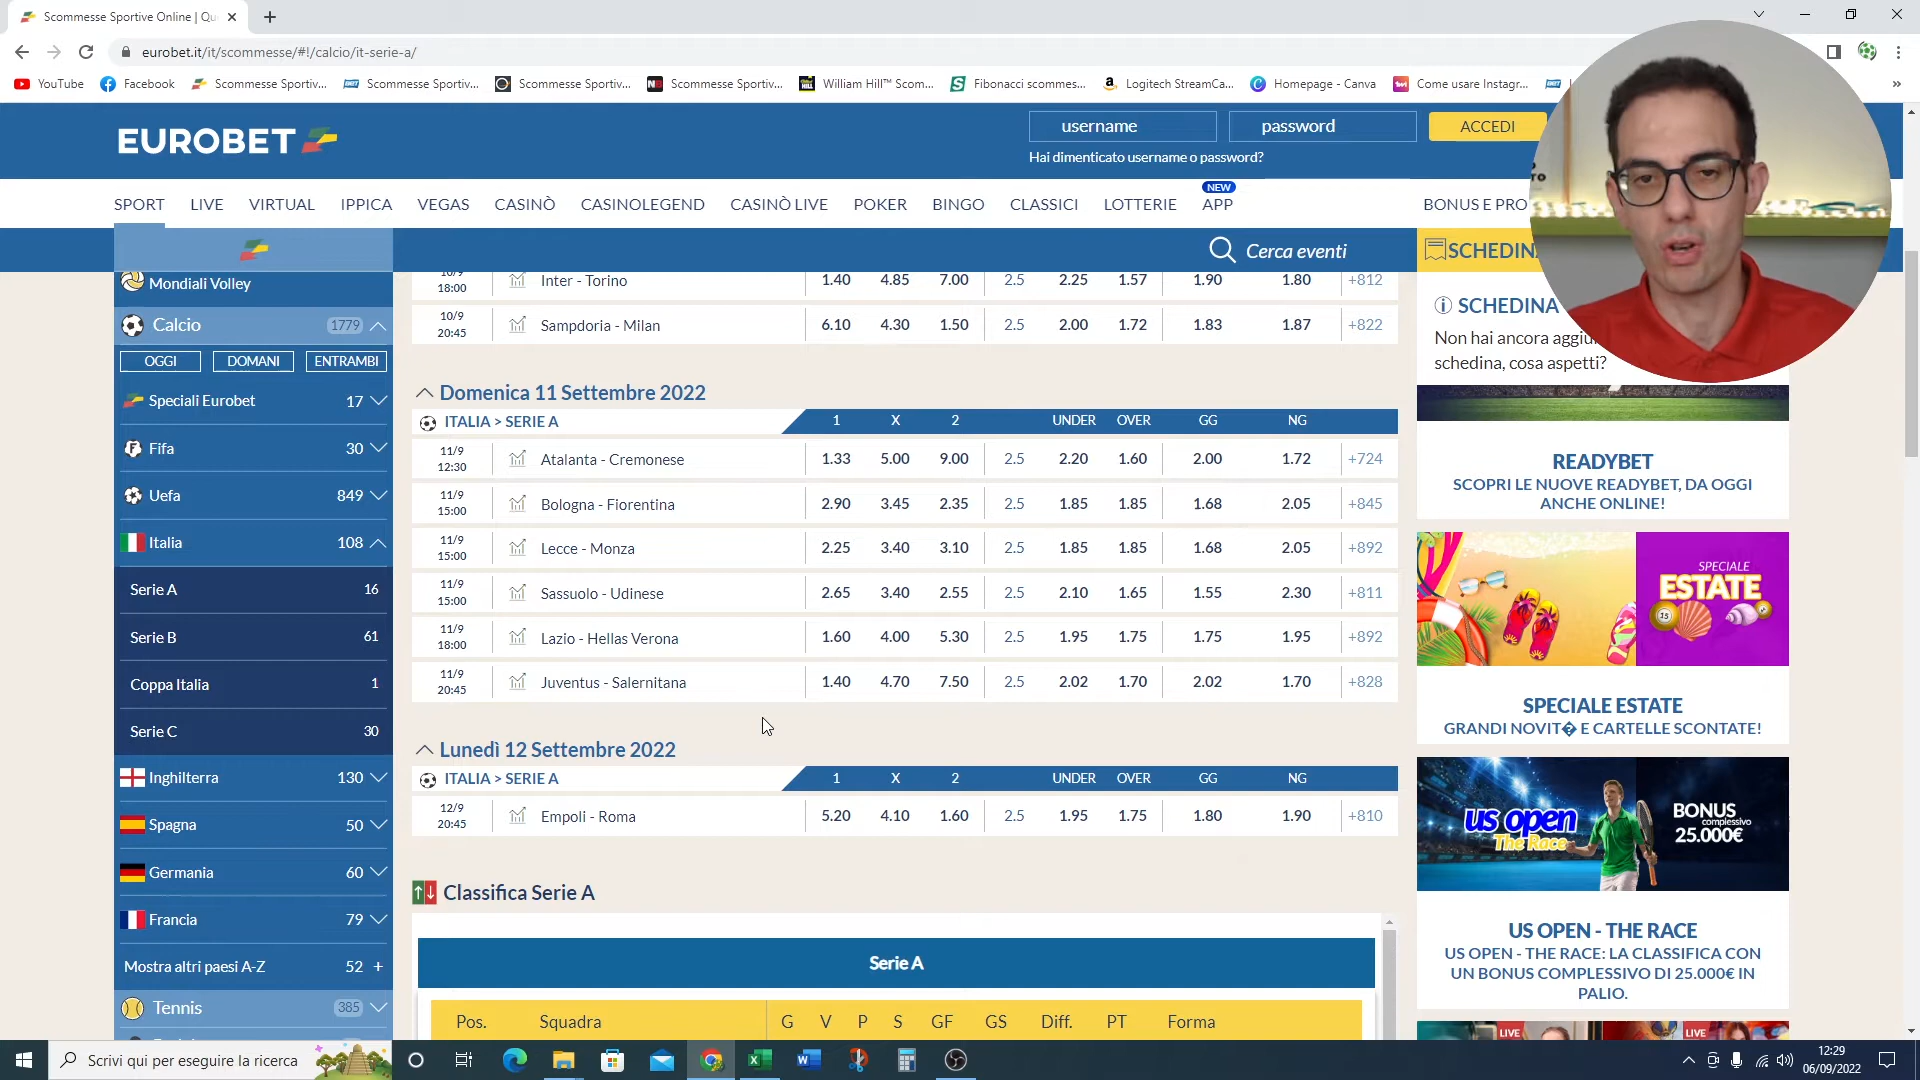 Scommesse Sportive Online | Qu
eurobet.it/it/scommesse/#!/calcio/it-serie-a/
YouTube Facebook Scommesse Sportiv... Scommesse Sportiv... Scommesse Sportiv... Scommesse Sportiv... William Hill™ Scom... Fibonacci scommes... Logitech StreamCa... Homepage - Canva Come usare Instagr... »
EUROBET
username password ACCEDI
Hai dimenticato username o password?
NEW
SPORT LIVE VIRTUAL IPPICA VEGAS CASINÒ CASINOLEGEND CASINÒ LIVE POKER BINGO CLASSICI LOTTERIE APP BONUS E PRO
Cerca eventi
SCHEDINA
Mondiali Volley
Calcio 1779
OGGI DOMANI ENTRAMBI
Speciali Eurobet 17
Fifa 30
Uefa 849
Italia 108
Serie A 16
Serie B 61
Coppa Italia 1
Serie C 30
Inghilterra 130
Spagna 50
Germania 60
Francia 79
Mostra altri paesi A-Z 52 +
Tennis 385
10/9 18:00 Inter - Torino 1.40 4.85 7.00 2.5 2.25 1.57 1.90 1.80 +812
10/9 20:45 Sampdoria - Milan 6.10 4.30 1.50 2.5 2.00 1.72 1.83 1.87 +822
Domenica 11 Settembre 2022
ITALIA > SERIE A 1 X 2 UNDER OVER GG NG
11/9 12:30 Atalanta - Cremonese 1.33 5.00 9.00 2.5 2.20 1.60 2.00 1.72 +724
11/9 15:00 Bologna - Fiorentina 2.90 3.45 2.35 2.5 1.85 1.85 1.68 2.05 +845
11/9 15:00 Lecce - Monza 2.25 3.40 3.10 2.5 1.85 1.85 1.68 2.05 +892
11/9 15:00 Sassuolo - Udinese 2.65 3.40 2.55 2.5 2.10 1.65 1.55 2.30 +811
11/9 18:00 Lazio - Hellas Verona 1.60 4.00 5.30 2.5 1.95 1.75 1.75 1.95 +892
11/9 20:45 Juventus - Salernitana 1.40 4.70 7.50 2.5 2.02 1.70 2.02 1.70 +828
Lunedì 12 Settembre 2022
ITALIA > SERIE A 1 X 2 UNDER OVER GG NG
12/9 20:45 Empoli - Roma 5.20 4.10 1.60 2.5 1.95 1.75 1.80 1.90 +810
Classifica Serie A
Serie A
Pos. Squadra G V P S GF GS Diff. PT Forma
SCHEDINA
Non hai ancora aggiu
schedina, cosa aspetti?
READYBET
SCOPRI LE NUOVE READYBET, DA OGGI
ANCHE ONLINE!
SPECIALE
ESTATE
15
SPECIALE ESTATE
GRANDI NOVIT� E CARTELLE SCONTATE!
us open
The Race
BONUS
complessivo
25.000€
US OPEN - THE RACE
US OPEN - THE RACE: LA CLASSIFICA CON
UN BONUS COMPLESSIVO DI 25.000€ IN
PALIO.
LIVE LIVE
Scrivi qui per eseguire la ricerca
12:29
06/09/2022